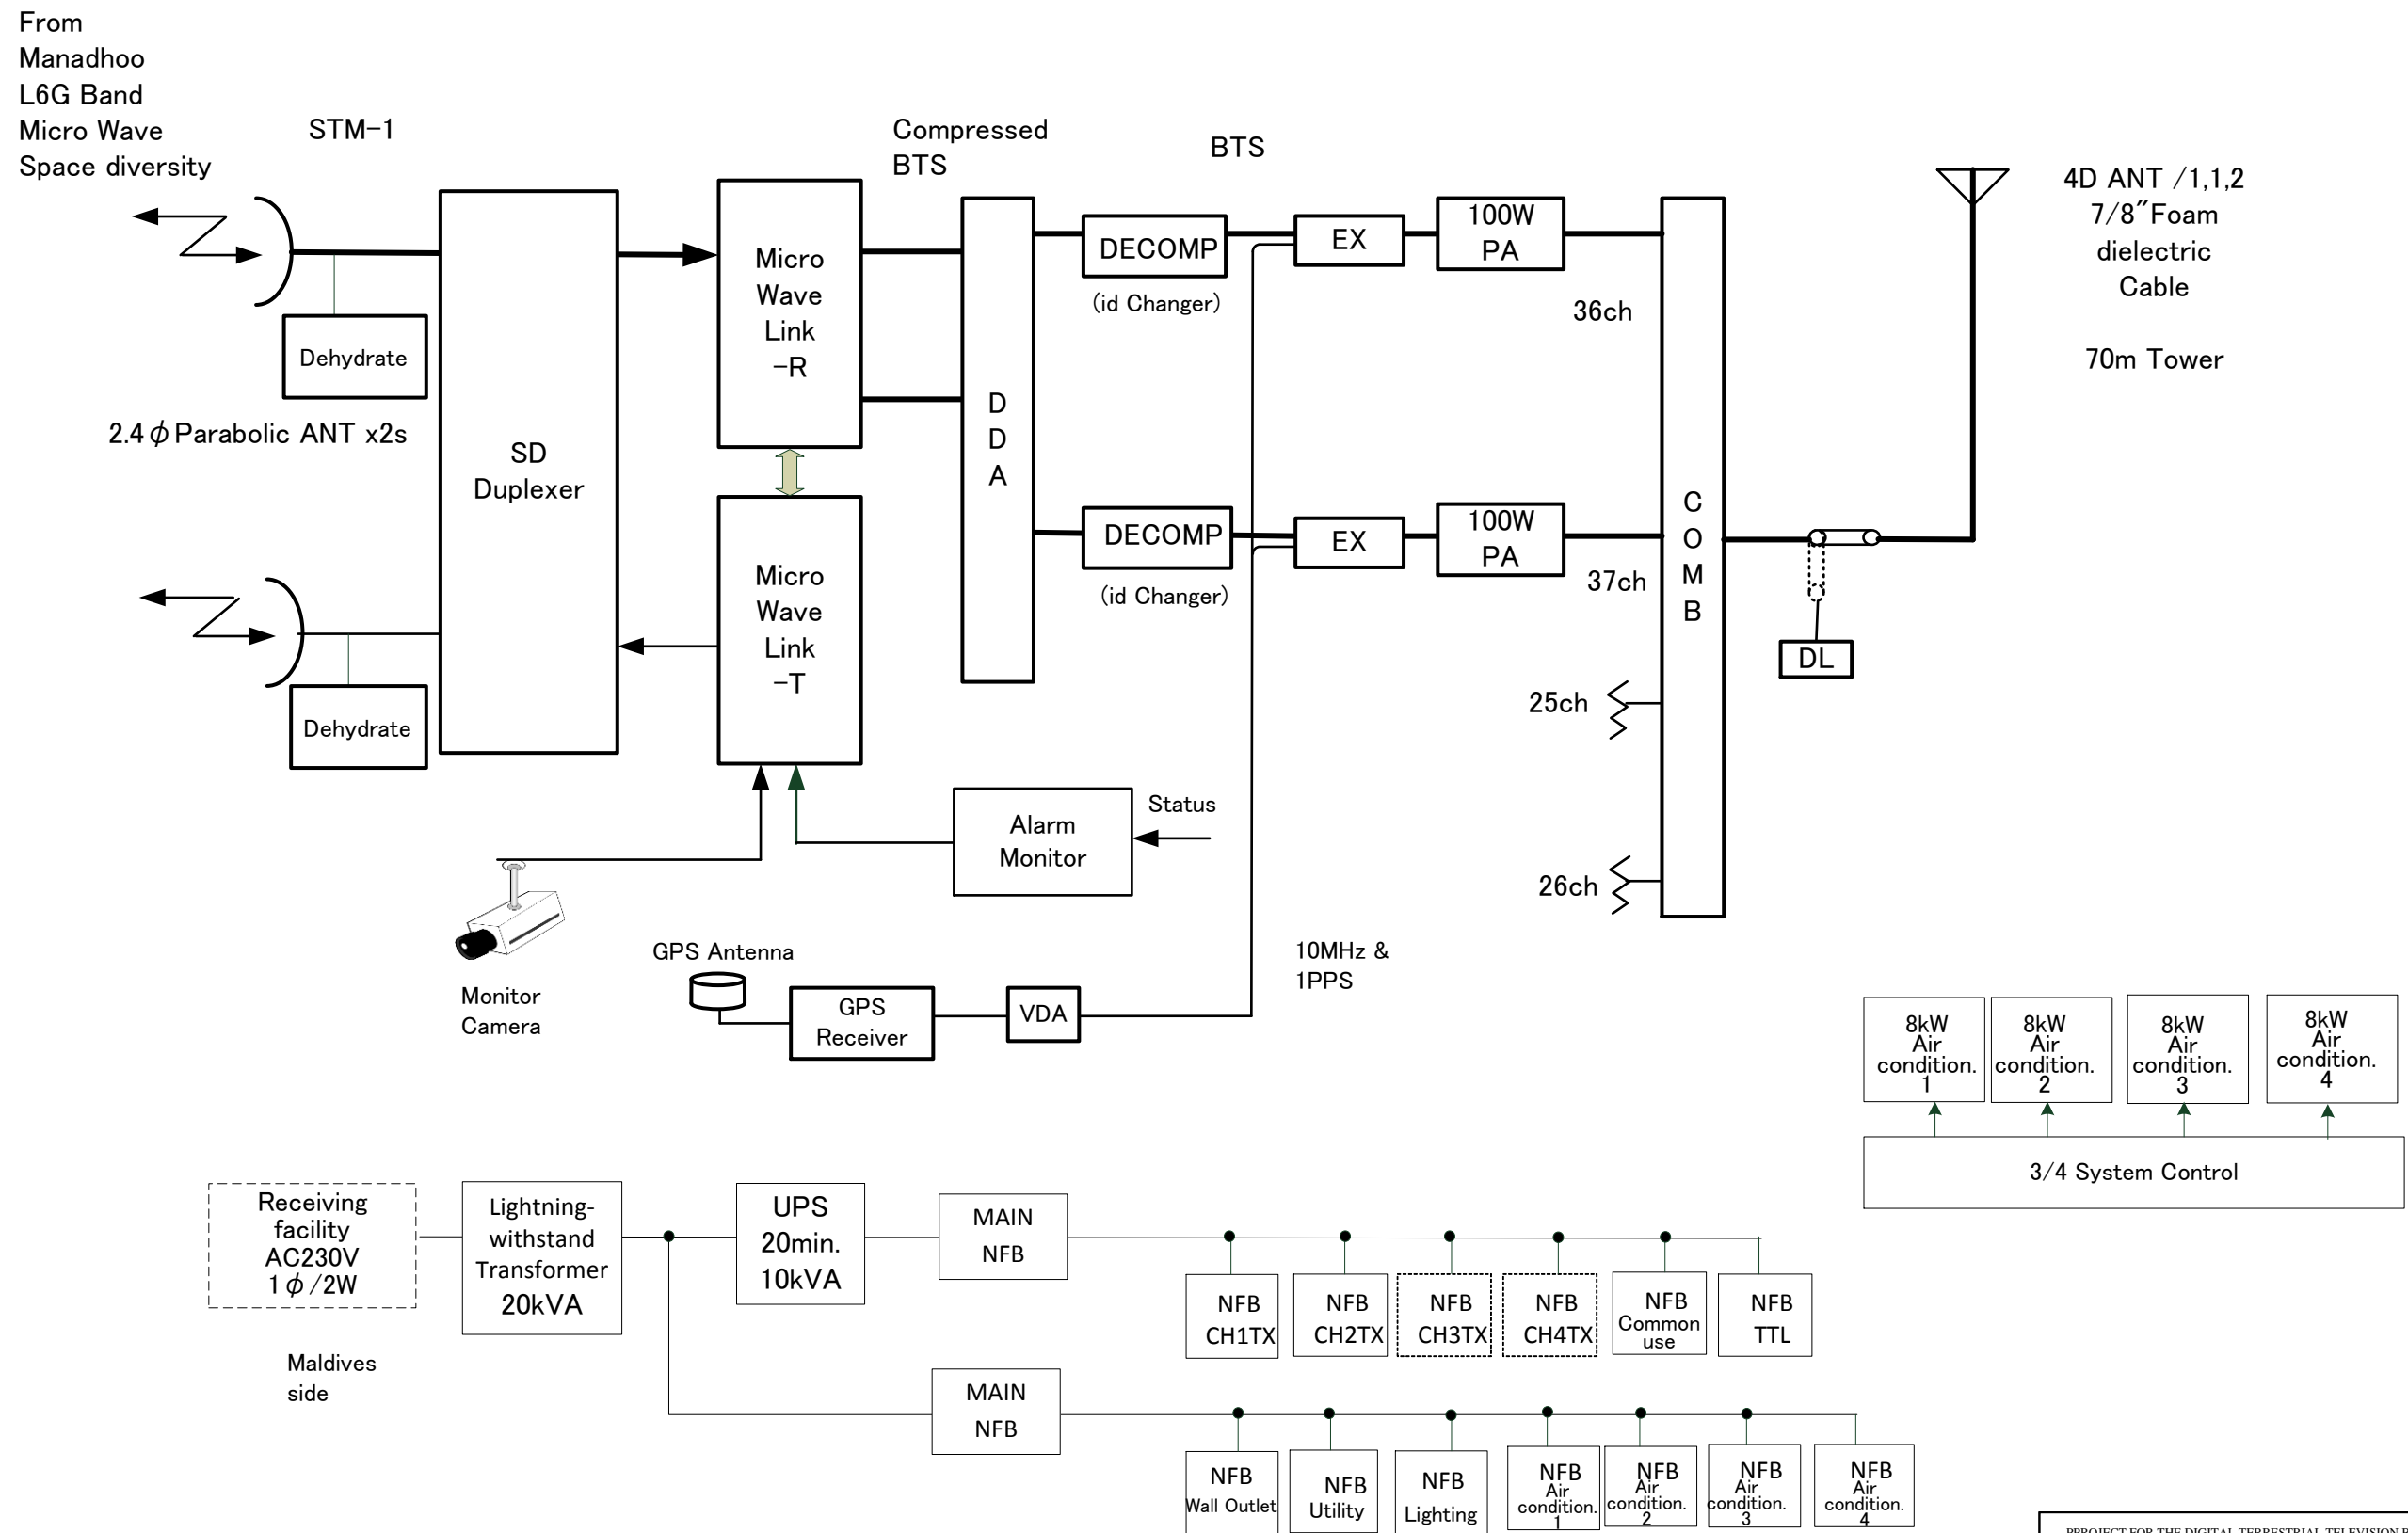 From
Manadhoo
L6G Band
Micro Wave
Space diversity
STM-1
Compressed
BTS
BTS
4D ANT /1,1,2
7/8"Foam
dielectric
Cable
70m Tower
SD
Duplexer
Micro
Wave
Link
-R
D
D
A
DECOMP
(id Changer)
EX
100W
PA
36ch
Dehydrate
2.4φParabolic ANT x2s
Micro
Wave
Link
-T
DECOMP
(id Changer)
EX
100W
PA
37ch
C
O
M
B
DL
25ch
26ch
Dehydrate
Alarm
Monitor
Status
Monitor
Camera
GPS Antenna
GPS
Receiver
VDA
10MHz &
1PPS
8kW
Air
condition.
1
8kW
Air
condition.
2
8kW
Air
condition.
3
8kW
Air
condition.
4
3/4 System Control
Receiving
facility
AC230V
1φ/2W
Maldives
side
Lightning-
withstand
Transformer
20kVA
UPS
20min.
10kVA
MAIN
NFB
NFB
CH1TX
NFB
CH2TX
NFB
CH3TX
NFB
CH4TX
NFB
Common
use
NFB
TTL
MAIN
NFB
NFB
Wall Outlet
NFB
Utility
NFB
Lighting
NFB
Air
condition.
1
NFB
Air
condition.
2
NFB
Air
condition.
3
NFB
Air
condition.
4